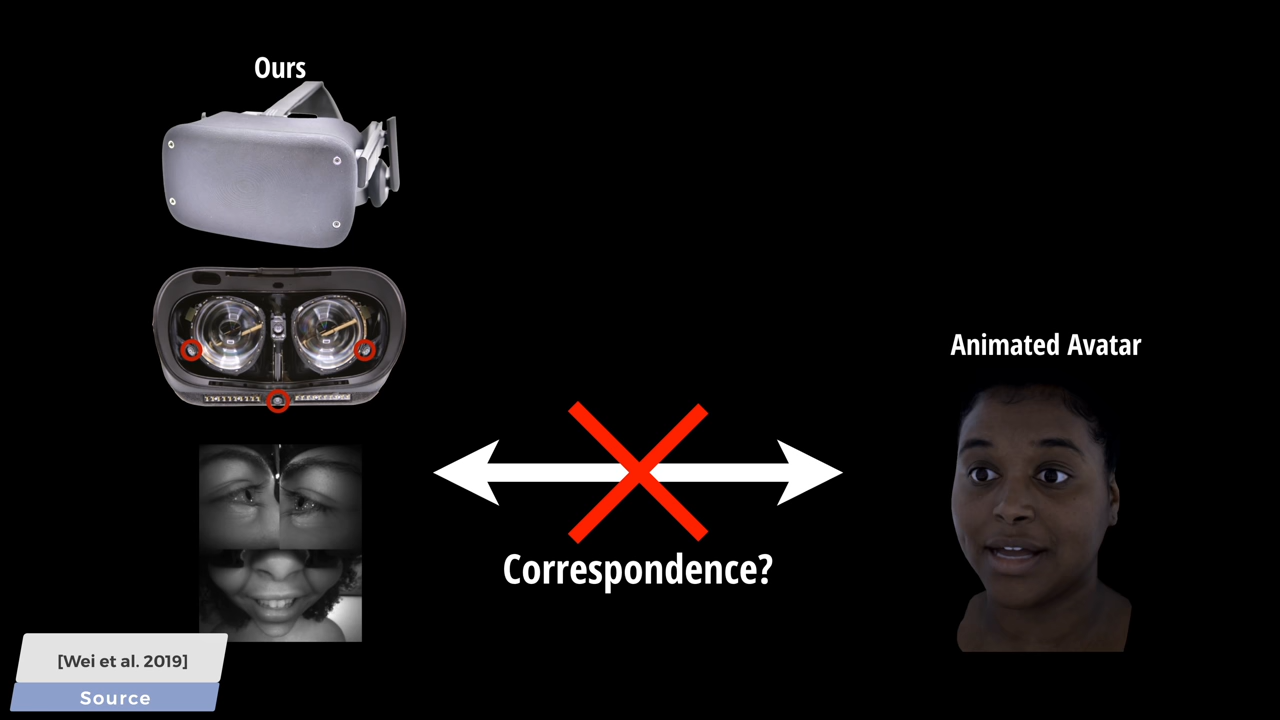 Ours
Animated Avatar
Correspondence?
[Wei et al. 2019]
Source